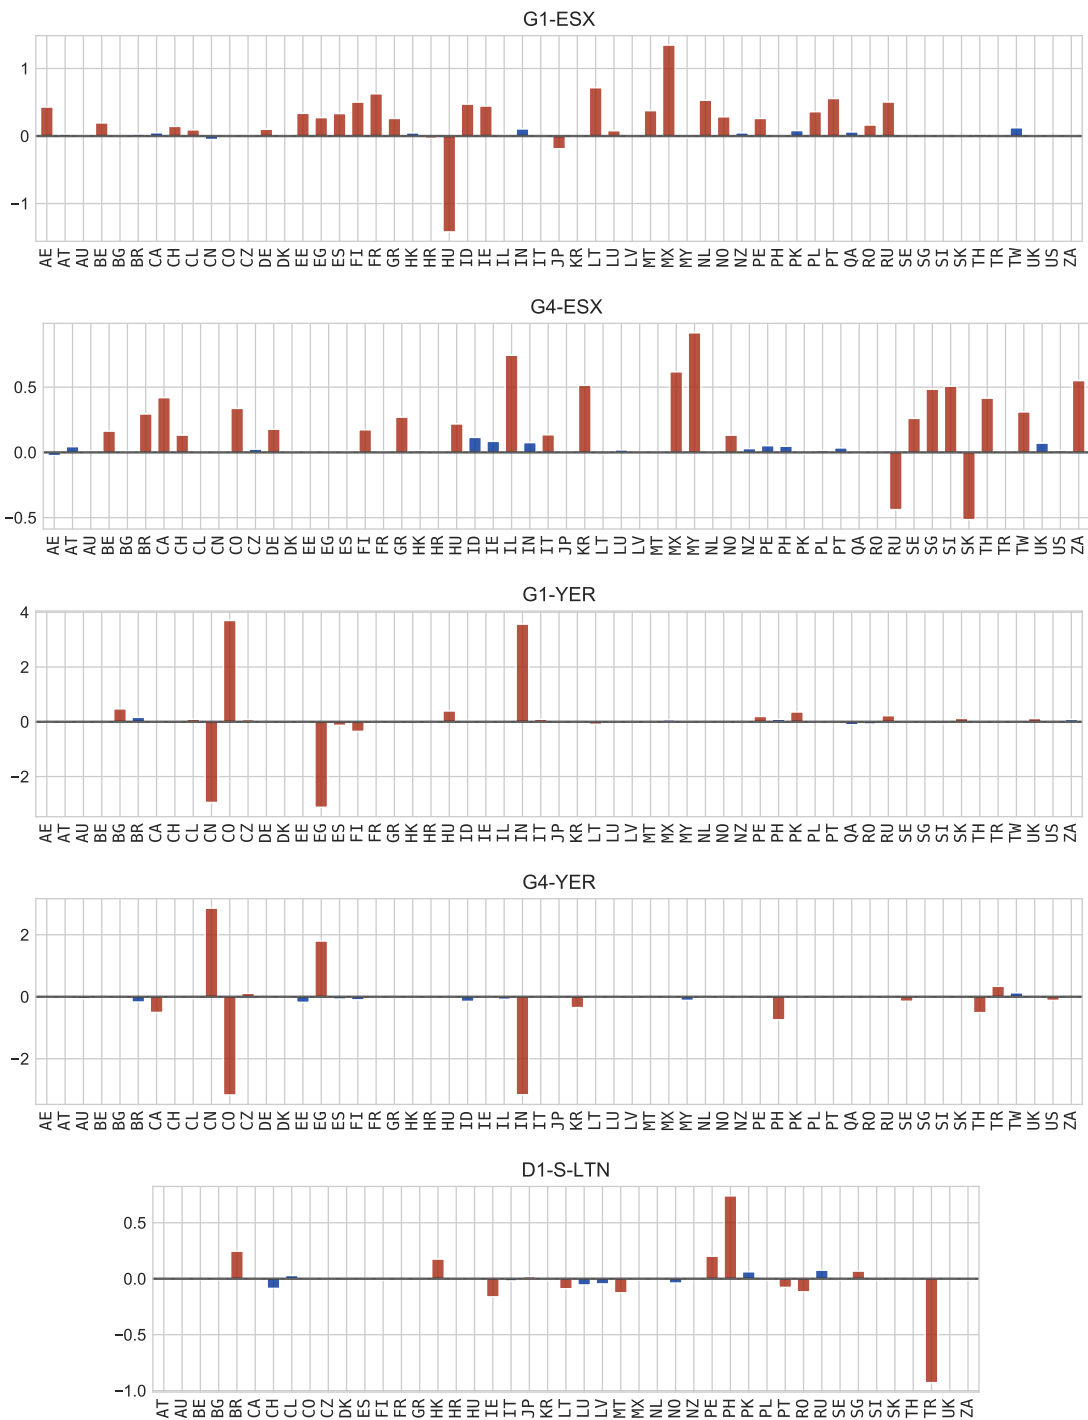 G1-ESX
1
0
−1
AE AT AU BE BG BR CA CH CL CN CO CZ DE DK EE EG ES FI FR GR HK HR HU ID IE IL IN IT JP KR LT LU LV MT MX MY NL NO NZ PE PH PK PL PT QA RO RU SE SG SI SK TH TR TW UK US ZA
G4-ESX
0.5
0.0
−0.5
AE AT AU BE BG BR CA CH CL CN CO CZ DE DK EE EG ES FI FR GR HK HR HU ID IE IL IN IT JP KR LT LU LV MT MX MY NL NO NZ PE PH PK PL PT QA RO RU SE SG SI SK TH TR TW UK US ZA
G1-YER
4
2
0
−2
AE AT AU BE BG BR CA CH CL CN CO CZ DE DK EE EG ES FI FR GR HK HR HU ID IE IL IN IT JP KR LT LU LV MT MX MY NL NO NZ PE PH PK PL PT QA RO RU SE SG SI SK TH TR TW UK US ZA
G4-YER
2
0
−2
AE AT AU BE BG BR CA CH CL CN CO CZ DE DK EE EG ES FI FR GR HK HR HU ID IE IL IN IT JP KR LT LU LV MT MX MY NL NO NZ PE PH PK PL PT QA RO RU SE SG SI SK TH TR TW UK US ZA
D1-S-LTN
0.5
0.0
−0.5
−1.0
AT AU BE BG BR CA CH CL CO CZ DK ES FI FR GR HK HR HU IE IT JP KR LT LU LV MT MX NL NO NZ PE PH PK PL PT RO RU SE SG SI SK TH TR UK ZA